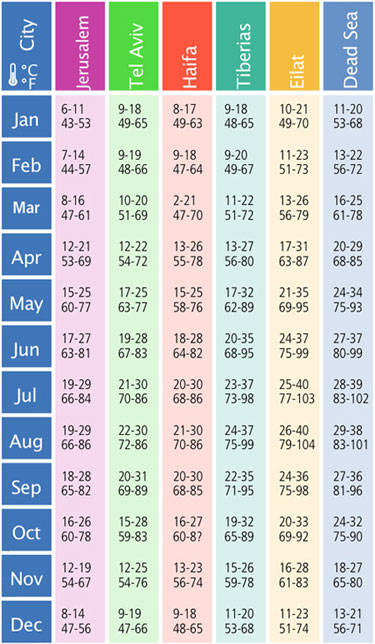 City Jerusalem Tel Aviv Haifa Tiberias Eilat Dead Sea
°C
°F
Jan
6-11 9-18 8-17 9-18 10-21 11-20
43-53 49-65 49-63 48-65 49-70 53-68
Feb
7-14 9-19 9-18 9-20 11-23 13-22
44-57 48-66 47-64 49-67 51-73 56-72
Mar
8-16 10-20 2-21 11-22 13-26 16-25
47-61 51-69 47-70 51-72 56-79 61-78
Apr
12-21 12-22 13-26 13-27 17-31 20-29
53-69 54-72 55-78 56-80 63-87 68-85
May
15-25 17-25 15-25 17-32 21-35 24-34
60-77 63-77 58-76 62-89 69-95 75-93
Jun
17-27 19-28 18-28 20-35 24-37 27-37
63-81 67-83 64-82 68-95 75-99 80-99
Jul
19-29 21-30 20-30 23-37 25-40 28-39
66-84 70-86 68-86 73-98 77-103 83-102
Aug
19-29 22-30 21-30 24-37 26-40 29-38
66-86 72-86 70-86 75-99 79-104 83-101
Sep
18-28 20-31 20-30 22-35 24-36 27-36
65-82 69-89 68-85 71-95 75-98 81-96
Oct
16-26 15-28 16-27 19-32 20-33 24-32
60-78 59-83 60-8? 65-89 69-92 75-90
Nov
12-19 12-25 13-23 15-26 16-28 18-27
54-67 54-76 56-74 59-78 61-83 65-80
Dec
8-14 9-19 9-18 11-20 11-23 13-21
47-56 47-66 48-65 53-68 51-74 56-71